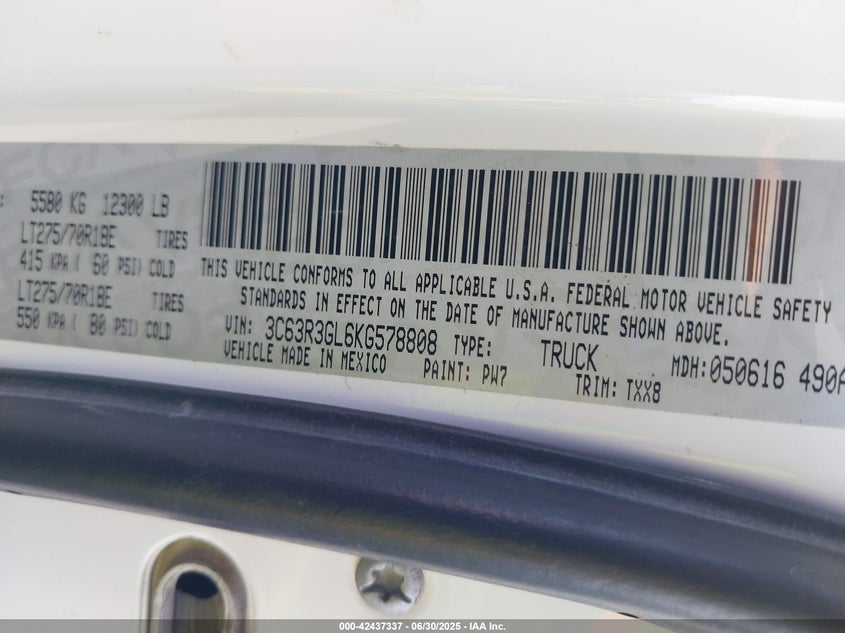 5580 KG 12300 LB
LT275/70R18E TIRES
415 KPA ( 60 PSI) COLD
LT275/70R18E TIRES
550 KPA ( 80 PSI) COLD
THIS VEHICLE CONFORMS TO ALL APPLICABLE U.S.A. FEDERAL MOTOR VEHICLE SAFETY
STANDARDS IN EFFECT ON THE DATE OF MANUFACTURE SHOWN ABOVE.
VIN: 3C63R3GL6KG578808 TYPE: TRUCK MDH:050616 490A
VEHICLE MADE IN MEXICO PAINT: PW7 TRIM: TXX8
000-42437337 - 06/30/2025 - IAA Inc.